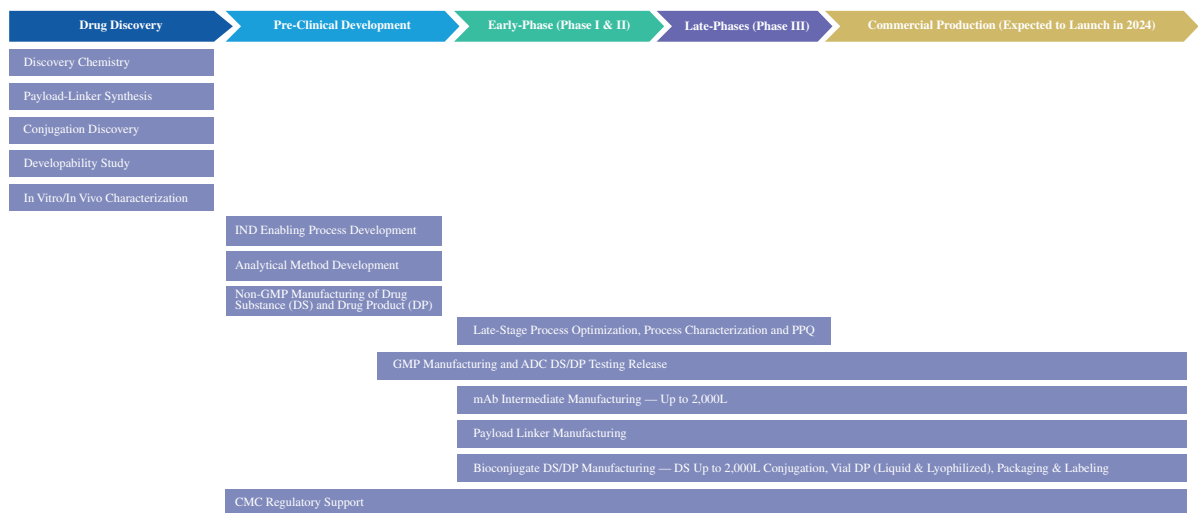 Drug Discovery
Pre-Clinical Development
Early-Phase (Phase I & II)
Late-Phases (Phase III)
Commercial Production (Expected to Launch in 2024)
Discovery Chemistry
Payload-Linker Synthesis
Conjugation Discovery
Developability Study
In Vitro/In Vivo Characterization
IND Enabling Process Development
Analytical Method Development
Non-GMP Manufacturing of Drug
Substance (DS) and Drug Product (DP)
Late-Stage Process Optimization, Process Characterization and PPQ
GMP Manufacturing and ADC DS/DP Testing Release
mAb Intermediate Manufacturing — Up to 2,000L
Payload Linker Manufacturing
Bioconjugate DS/DP Manufacturing — DS Up to 2,000L Conjugation, Vial DP (Liquid & Lyophilized), Packaging & Labeling
CMC Regulatory Support